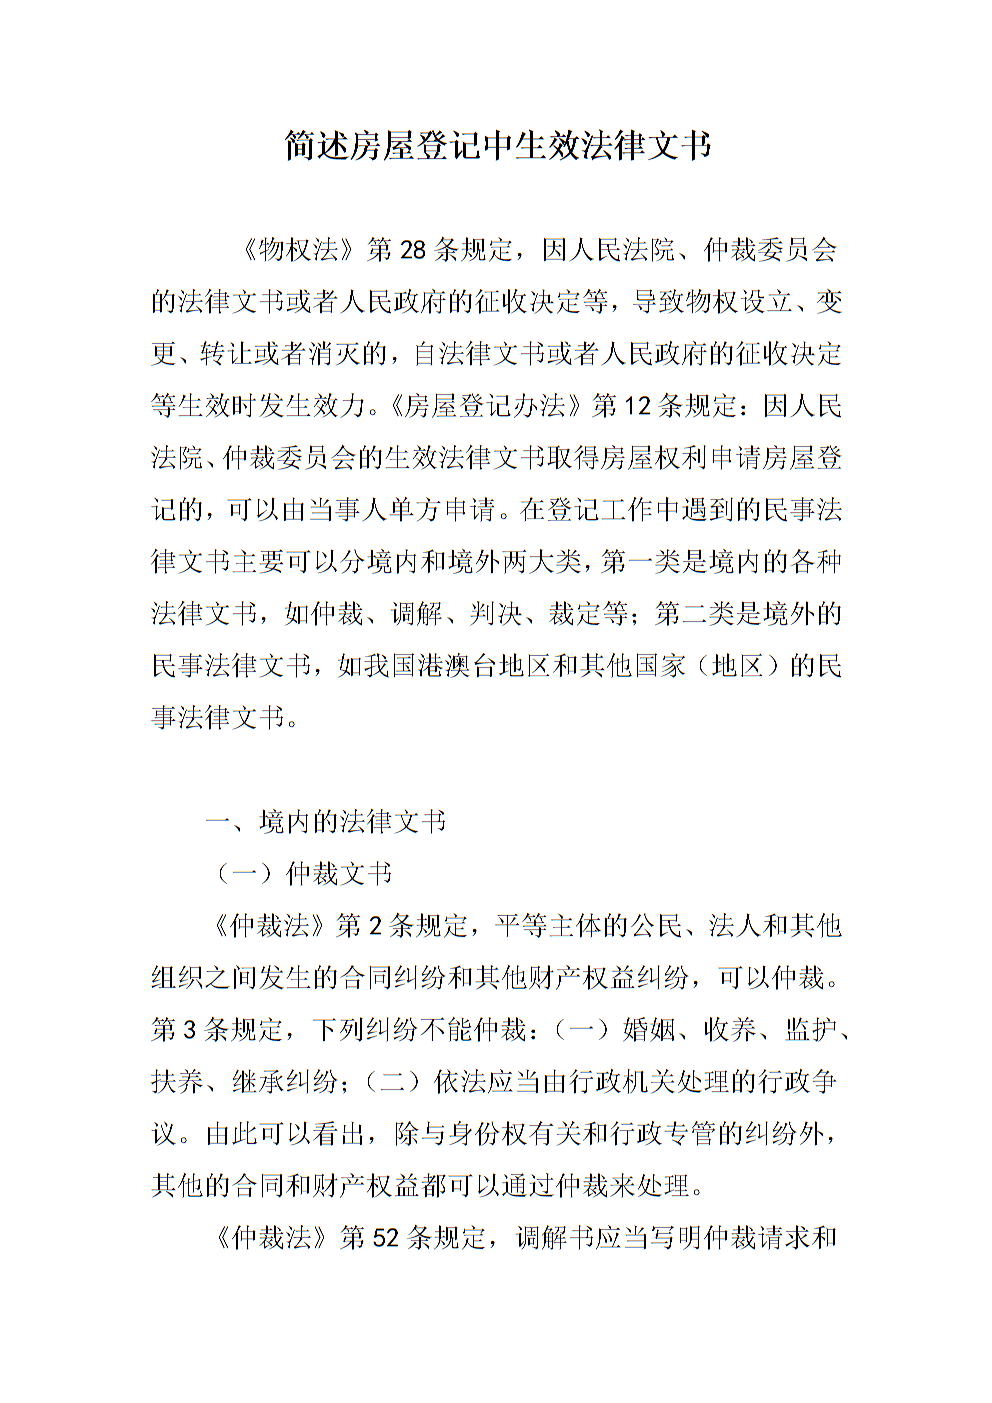 简述房屋登记中生效法律文书
《物权法》第 28 条规定，因人民法院、仲裁委员会
的法律文书或者人民政府的征收决定等，导致物权设立、变
更、转让或者消灭的，自法律文书或者人民政府的征收决定
等生效时发生效力。《房屋登记办法》第 12 条规定：因人民
法院、仲裁委员会的生效法律文书取得房屋权利申请房屋登
记的，可以由当事人单方申请。在登记工作中遇到的民事法
律文书主要可以分境内和境外两大类，第一类是境内的各种
法律文书，如仲裁、调解、判决、裁定等；第二类是境外的
民事法律文书，如我国港澳台地区和其他国家（地区）的民
事法律文书。
一、境内的法律文书
（一）仲裁文书
《仲裁法》第 2 条规定，平等主体的公民、法人和其他
组织之间发生的合同纠纷和其他财产权益纠纷，可以仲裁。
第 3 条规定，下列纠纷不能仲裁：（一）婚姻、收养、监护、
扶养、继承纠纷；（二）依法应当由行政机关处理的行政争
议。由此可以看出，除与身份权有关和行政专管的纠纷外，
其他的合同和财产权益都可以通过仲裁来处理。
《仲裁法》第 52 条规定，调解书应当写明仲裁请求和